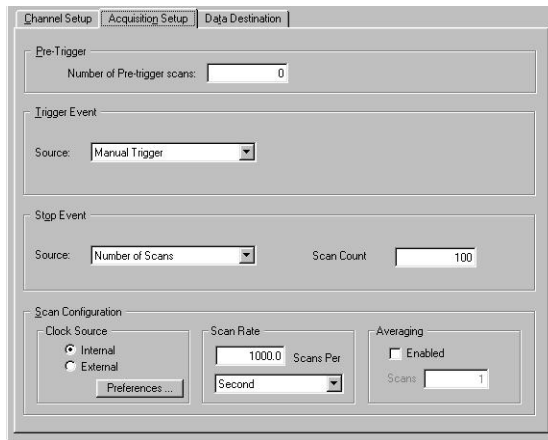 Channel Setup Acquisition Setup Data Destination
Pre-Trigger
Number of Pre-trigger scans: 0
Trigger Event
Source: Manual Trigger
Stop Event
Source: Number of Scans Scan Count 100
Scan Configuration
Clock Source Scan Rate Averaging
Internal 1000.0 Scans Per Enabled
External
Preferences ... Second Scans 1